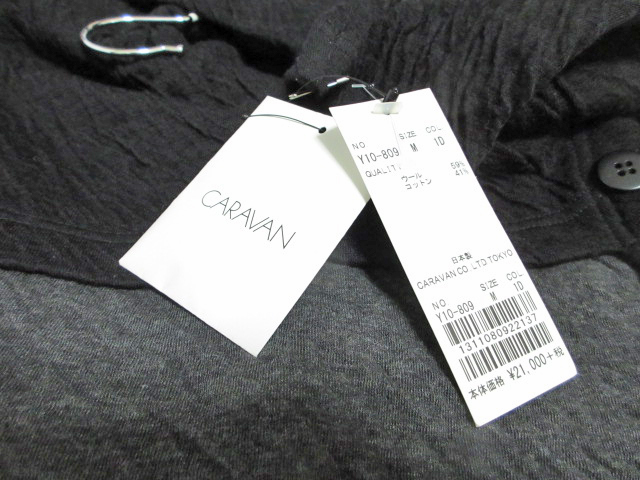 CARAVAN
NO SIZE COL
Y10-809 M 1D
QUALITY:
ウール 59%
コットン 41%
日本製
CARAVAN CO LTD TOKYO
NO SIZE COL
Y10-809 M 1D
1311080922137
本体価格 ¥21,000+税